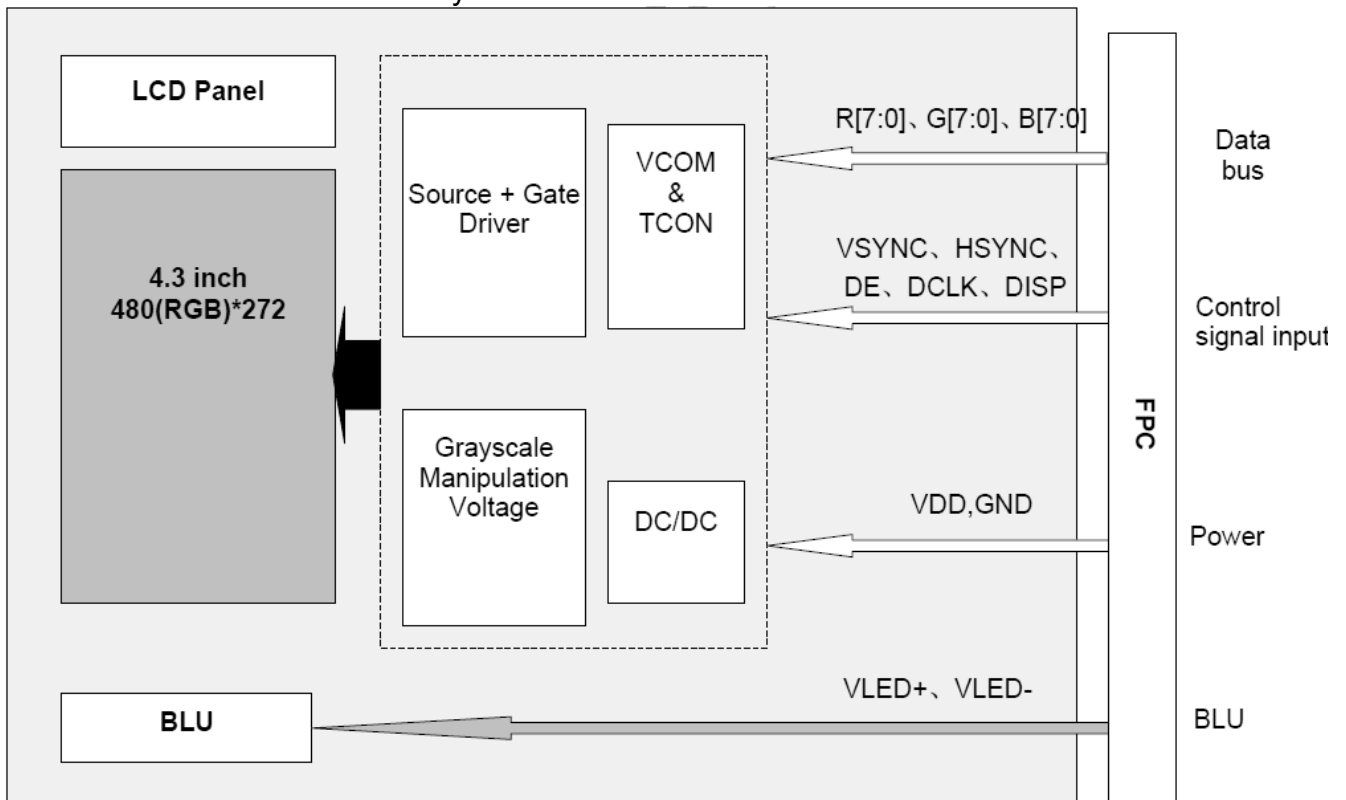 LCD Panel
4.3 inch
480(RGB)*272
Source + Gate
Driver
VCOM
&
TCON
Grayscale
Manipulation
Voltage
DC/DC
BLU
R[7:0]、G[7:0]、B[7:0]
VSYNC、HSYNC、
DE、DCLK、DISP
VDD,GND
VLED+、VLED-
FPC
Data
bus
Control
signal input
Power
BLU